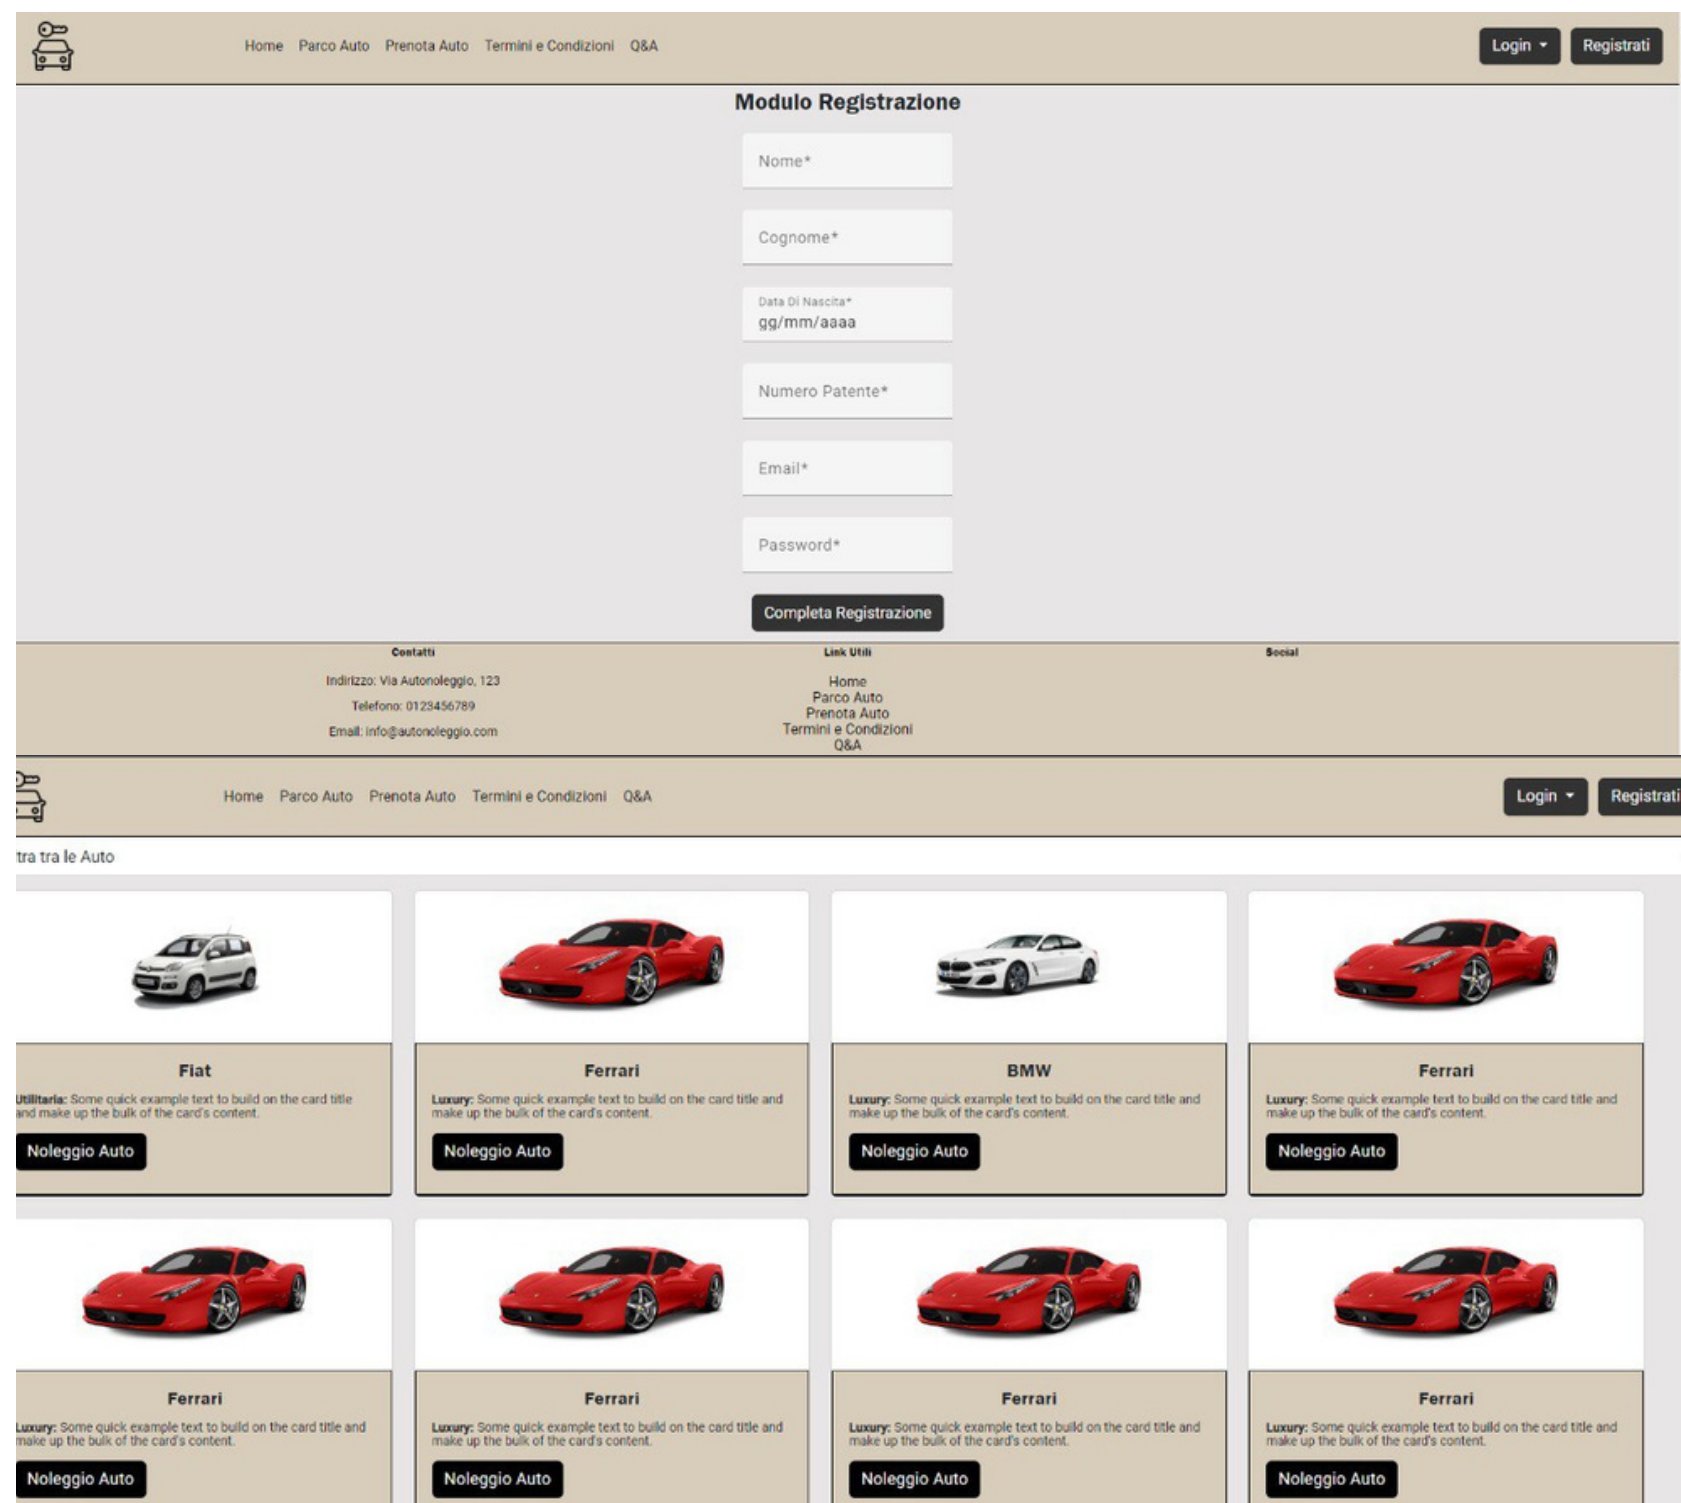 Home Parco Auto Prenota Auto Termini e Condizioni Q&A Login Registrati
Modulo Registrazione
Nome*
Cognome*
Data Di Nascita*
gg/mm/aaaa
Numero Patente*
Email*
Password*
Completa Registrazione
Contatti
Indirizzo: Via Autonoleggio, 123
Telefono: 0123456789
Email: info@autonoleggio.com
Link Utili
Home
Parco Auto
Prenota Auto
Termini e Condizioni
Q&A
Social
Home Parco Auto Prenota Auto Termini e Condizioni Q&A Login Registrati
tra tra le Auto
Fiat
Utilitaria: Some quick example text to build on the card title
and make up the bulk of the card's content.
Noleggio Auto
Ferrari
Luxury: Some quick example text to build on the card title and
make up the bulk of the card's content.
Noleggio Auto
BMW
Luxury: Some quick example text to build on the card title and
make up the bulk of the card's content.
Noleggio Auto
Ferrari
Luxury: Some quick example text to build on the card title and
make up the bulk of the card's content.
Noleggio Auto
Ferrari
Luxury: Some quick example text to build on the card title and
make up the bulk of the card's content.
Noleggio Auto
Ferrari
Luxury: Some quick example text to build on the card title and
make up the bulk of the card's content.
Noleggio Auto
Ferrari
Luxury: Some quick example text to build on the card title and
make up the bulk of the card's content.
Noleggio Auto
Ferrari
Luxury: Some quick example text to build on the card title and
make up the bulk of the card's content.
Noleggio Auto